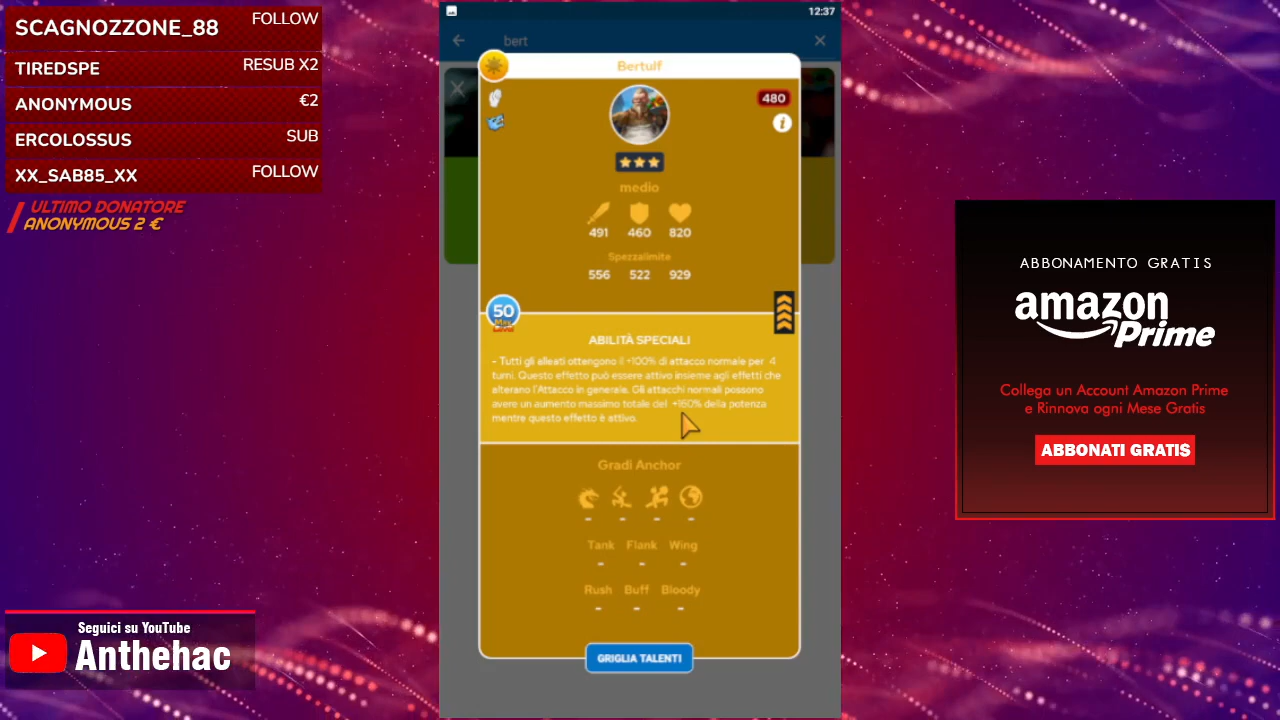 SCAGNOZZONE_88 FOLLOW
TIREDSPE RESUB X2
ANONYMOUS €2
ERCOLOSSUS SUB
XX_SAB85_XX FOLLOW
ULTIMO DONATORE
ANONYMOUS 2 €
12:37
bert
Bertulf
480
medio
491 460 820
Spezzalimite
556 522 929
50
Max
Level
ABILITÀ SPECIALI
- Tutti gli alleati ottengono il +100% di attacco normale per 4
turni. Questo effetto può essere attivo insieme agli effetti che
alterano l'Attacco in generale. Gli attacchi normali possono
avere un aumento massimo totale del +160% della potenza
mentre questo effetto è attivo.
Gradi Anchor
- - - -
Tank Flank Wing
- - -
Rush Buff Bloody
- - -
GRIGLIA TALENTI
ABBONAMENTO GRATIS
amazon
Prime
Collega un Account Amazon Prime
e Rinnova ogni Mese Gratis
ABBONATI GRATIS
Seguici su YouTube
Anthehac